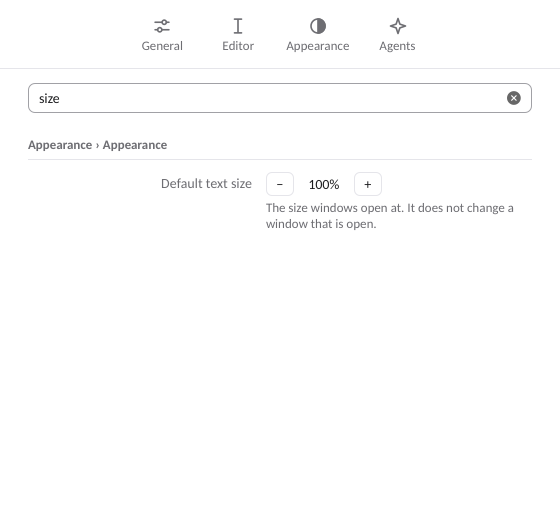 General
Editor
Appearance
Agents
size
Appearance › Appearance
Default text size
−
100%
+
The size windows open at. It does not change a
window that is open.